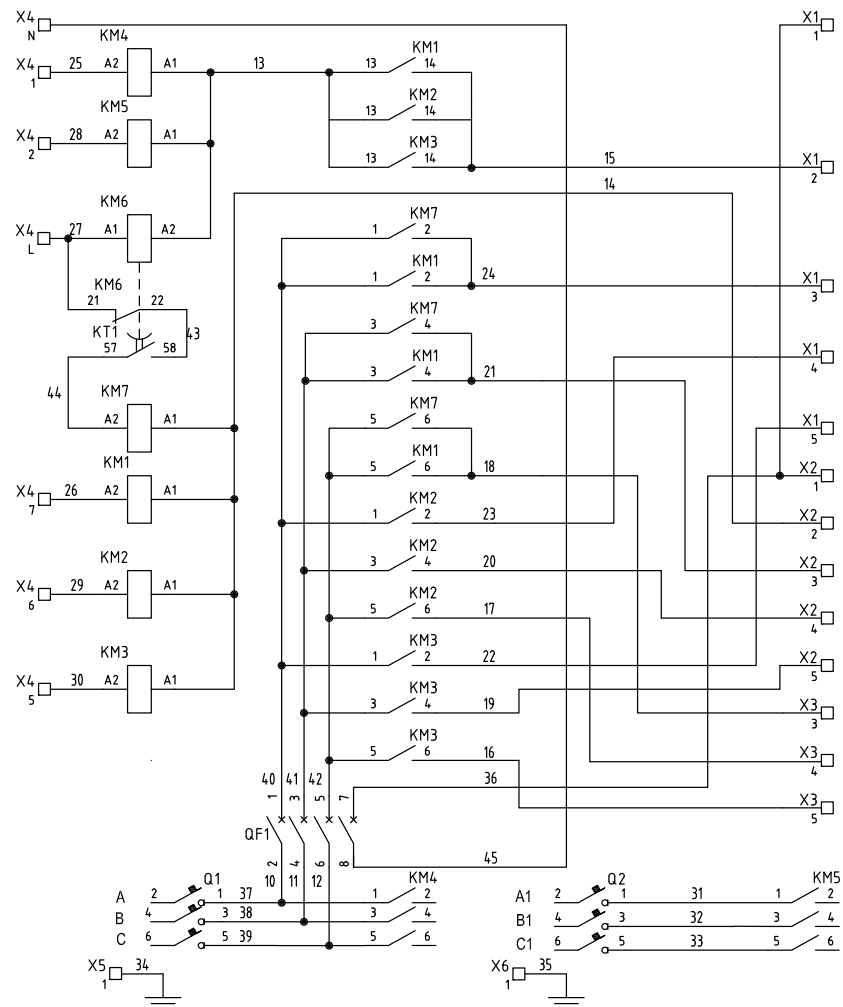 X4 N X1 1
KM4 KM1
X4 1 25 A2 A1 13 13 14
KM5 KM2
13 14
X4 2 28 A2 A1 KM3
13 14 15 X1 2
14
KM6 KM7
X4 L 27 A1 A2 1 2
KM1
KM6 1 2 24 X1 3
21 22 KM7
KT1 43 3 4
57 58 KM1 X1 4
44 3 4 21
KM7 KM7
A2 A1 5 6 X1 5
KM1 KM1
5 6 18 X2 1
X4 7 26 A2 A1 KM2
1 2 23 X2 2
KM2 KM2
3 4 20 X2 3
X4 6 29 A2 A1 KM2
5 6 17 X2 4
KM3 KM3
1 2 22 X2 5
X4 5 30 A2 A1 KM3
3 4 19 X3 3
KM3
5 6 16 X3 4
40 41 42 36
1 3 5 7 X3 5
QF1
2 4 6 8 45
10 11 12
Q1 KM4 Q2 KM5
A 2 1 37 1 2 A1 2 1 31 1 2
B 4 3 38 3 4 B1 4 3 32 3 4
C 6 5 39 5 6 C1 6 5 33 5 6
X5 1 34 X6 1 35